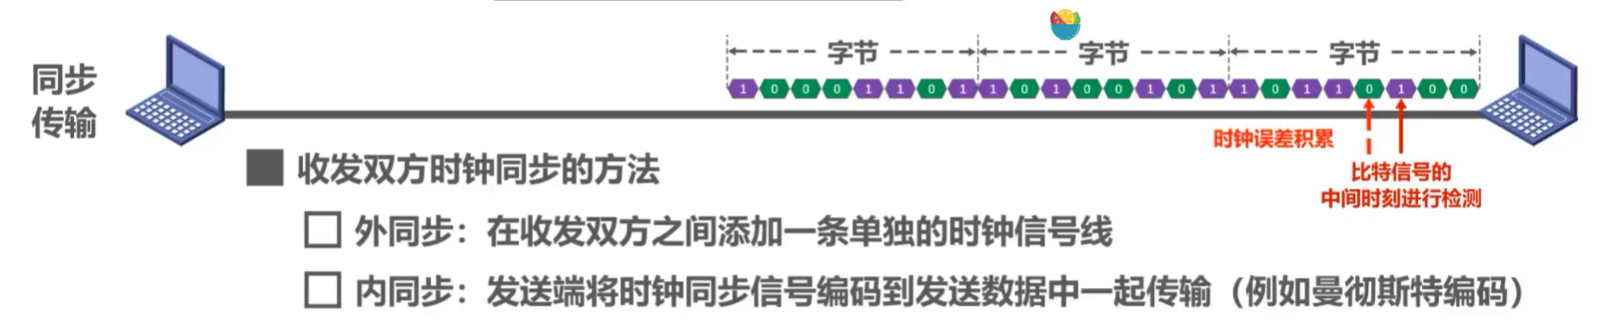 同步
传输
字节 字节 字节
1 0 0 0 1 1 0 1 1 0 1 0 0 1 0 1 1 0 1 1 0 1 0 0
时钟误差积累
比特信号的
中间时刻进行检测
收发双方时钟同步的方法
外同步：在收发双方之间添加一条单独的时钟信号线
内同步：发送端将时钟同步信号编码到发送数据中一起传输（例如曼彻斯特编码）